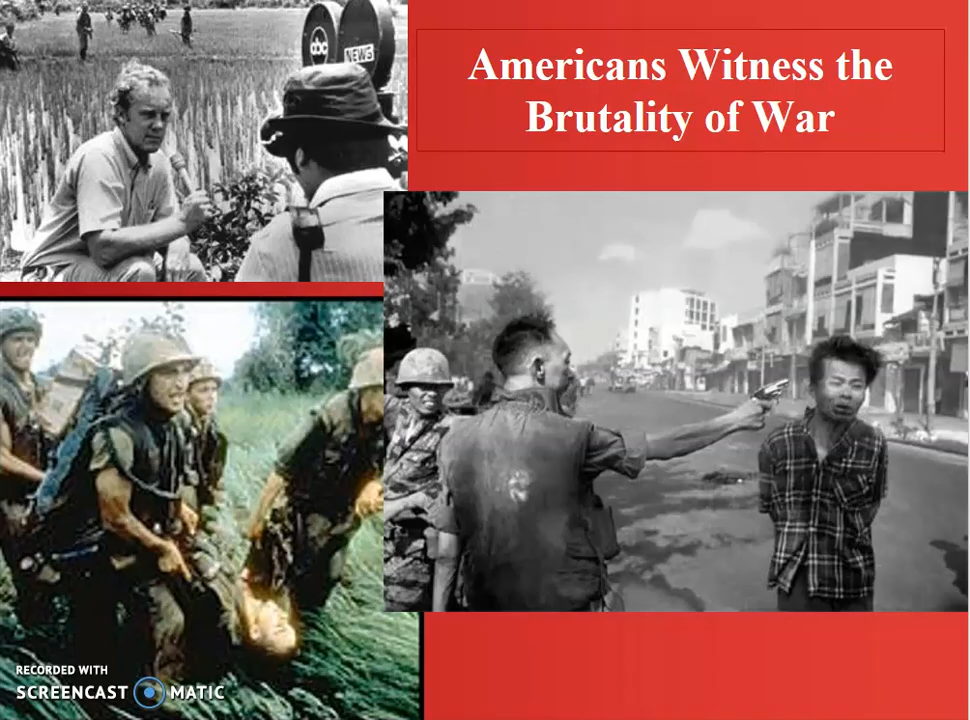 abc
NEWS
Americans Witness the
Brutality of War
RECORDED WITH
SCREENCAST MATIC